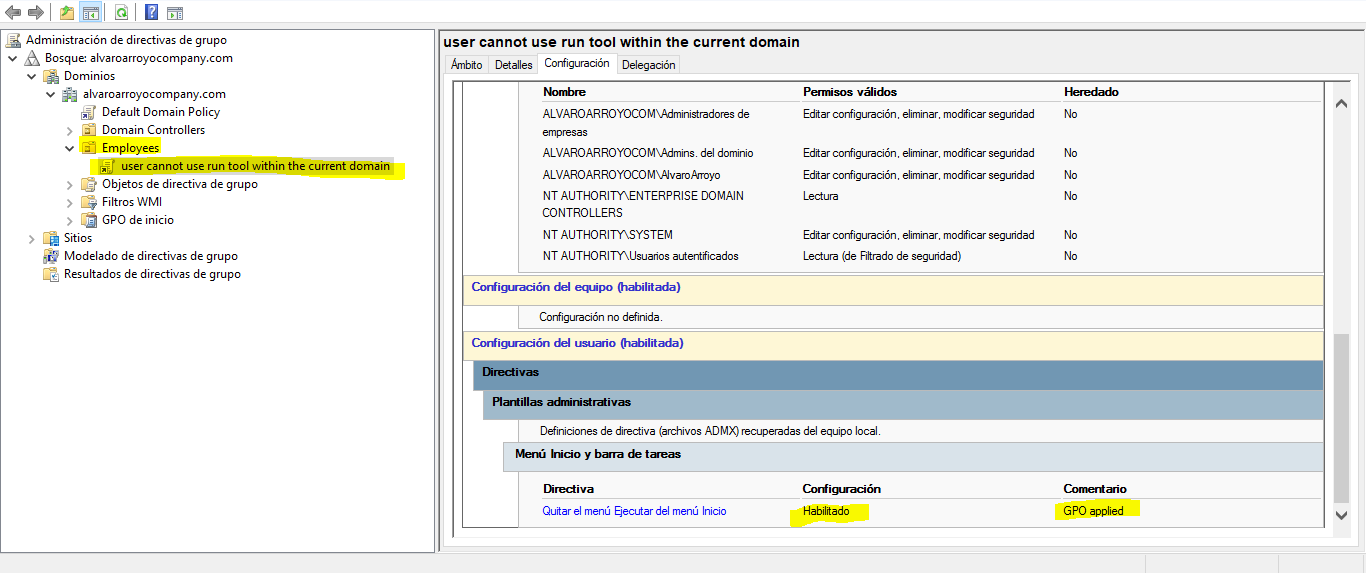 Administración de directivas de grupo
Bosque: alvaroarroyocompany.com
Dominios
alvaroarroyocompany.com
Default Domain Policy
Domain Controllers
Employees
user cannot use run tool within the current domain
Objetos de directiva de grupo
Filtros WMI
GPO de inicio
Sitios
Modelado de directivas de grupo
Resultados de directivas de grupo
user cannot use run tool within the current domain
Ámbito Detalles Configuración Delegación
Nombre Permisos válidos Heredado
ALVAROARROYOCOM\Administradores de
empresas Editar configuración, eliminar, modificar seguridad No
ALVAROARROYOCOM\Admins. del dominio Editar configuración, eliminar, modificar seguridad No
ALVAROARROYOCOM\AlvaroArroyo Editar configuración, eliminar, modificar seguridad No
NT AUTHORITY\ENTERPRISE DOMAIN
CONTROLLERS Lectura No
NT AUTHORITY\SYSTEM Editar configuración, eliminar, modificar seguridad No
NT AUTHORITY\Usuarios autentificados Lectura (de Filtrado de seguridad) No
Configuración del equipo (habilitada)
Configuración no definida.
Configuración del usuario (habilitada)
Directivas
Plantillas administrativas
Definiciones de directiva (archivos ADMX) recuperadas del equipo local.
Menú Inicio y barra de tareas
Directiva Configuración Comentario
Quitar el menú Ejecutar del menú Inicio Habilitado GPO applied